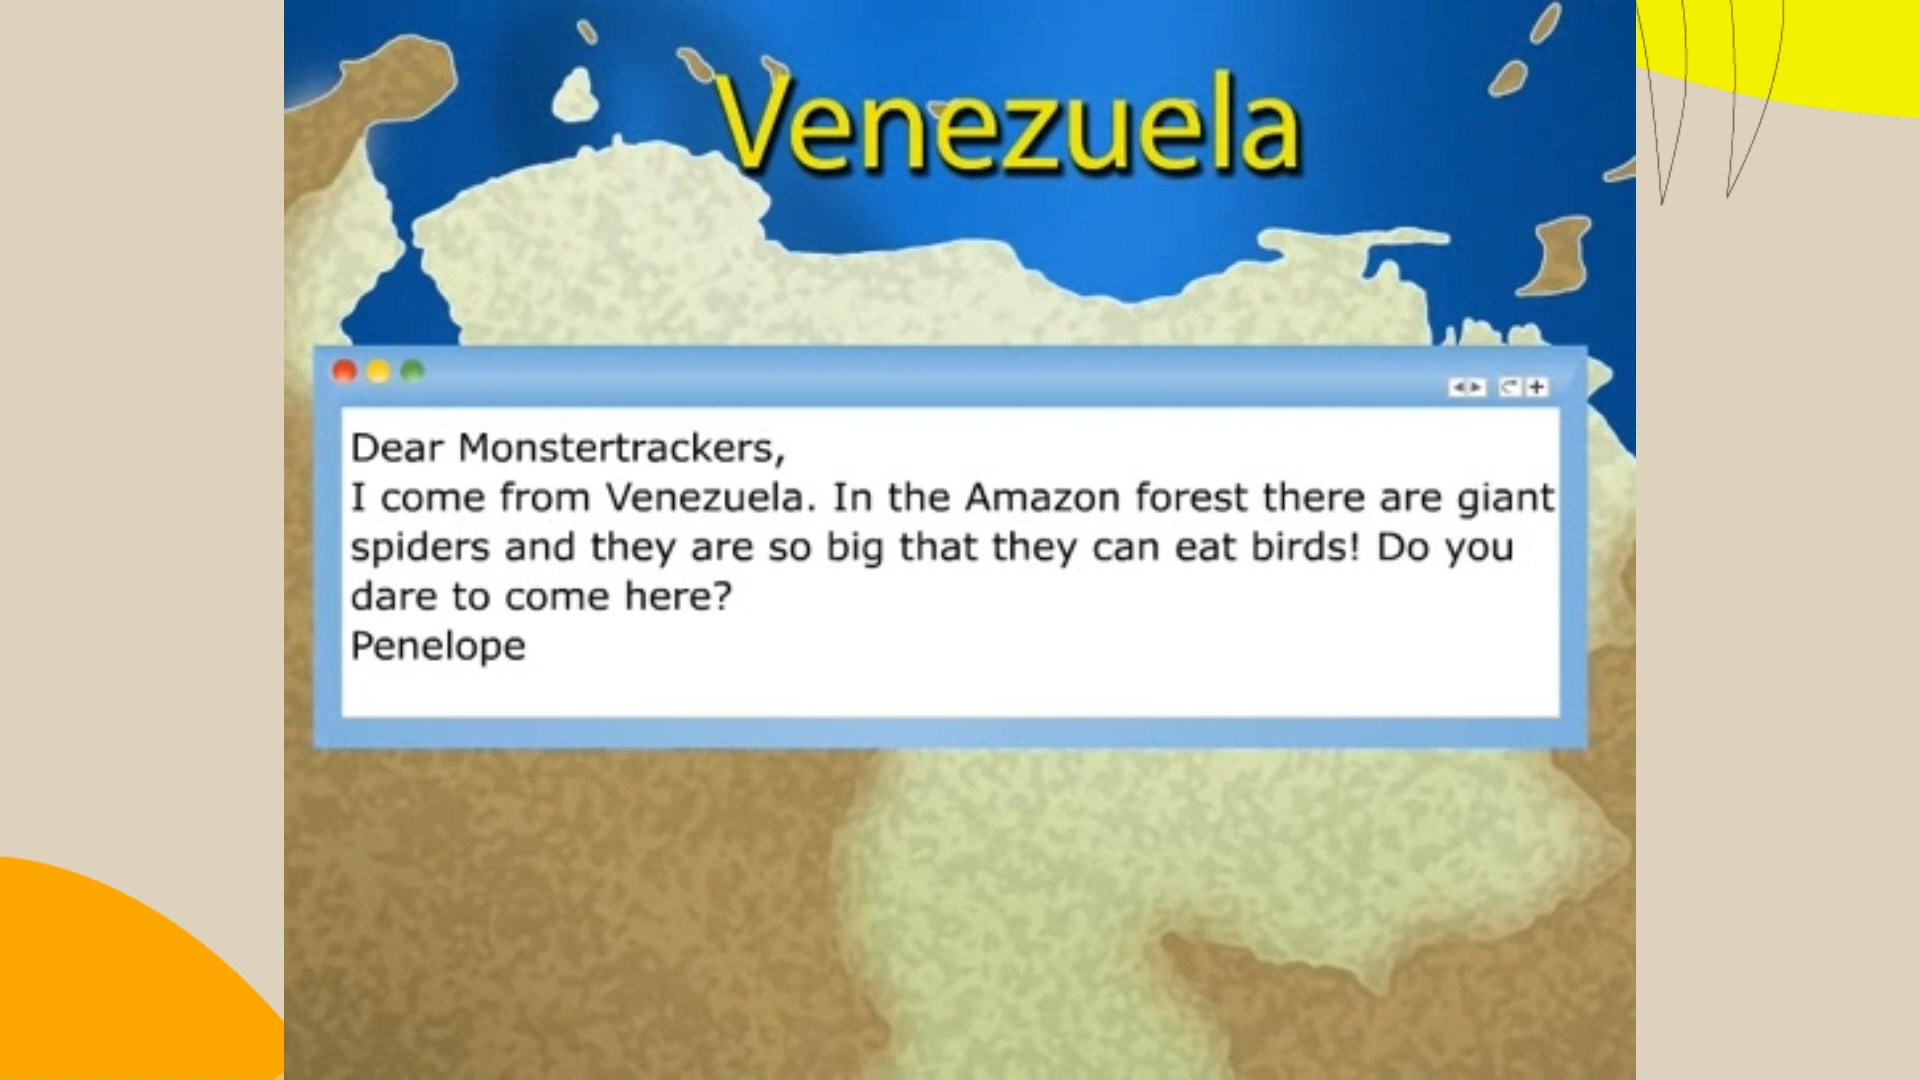 Venezuela
Dear Monstertrackers,
I come from Venezuela. In the Amazon forest there are giant
spiders and they are so big that they can eat birds! Do you
dare to come here?
Penelope